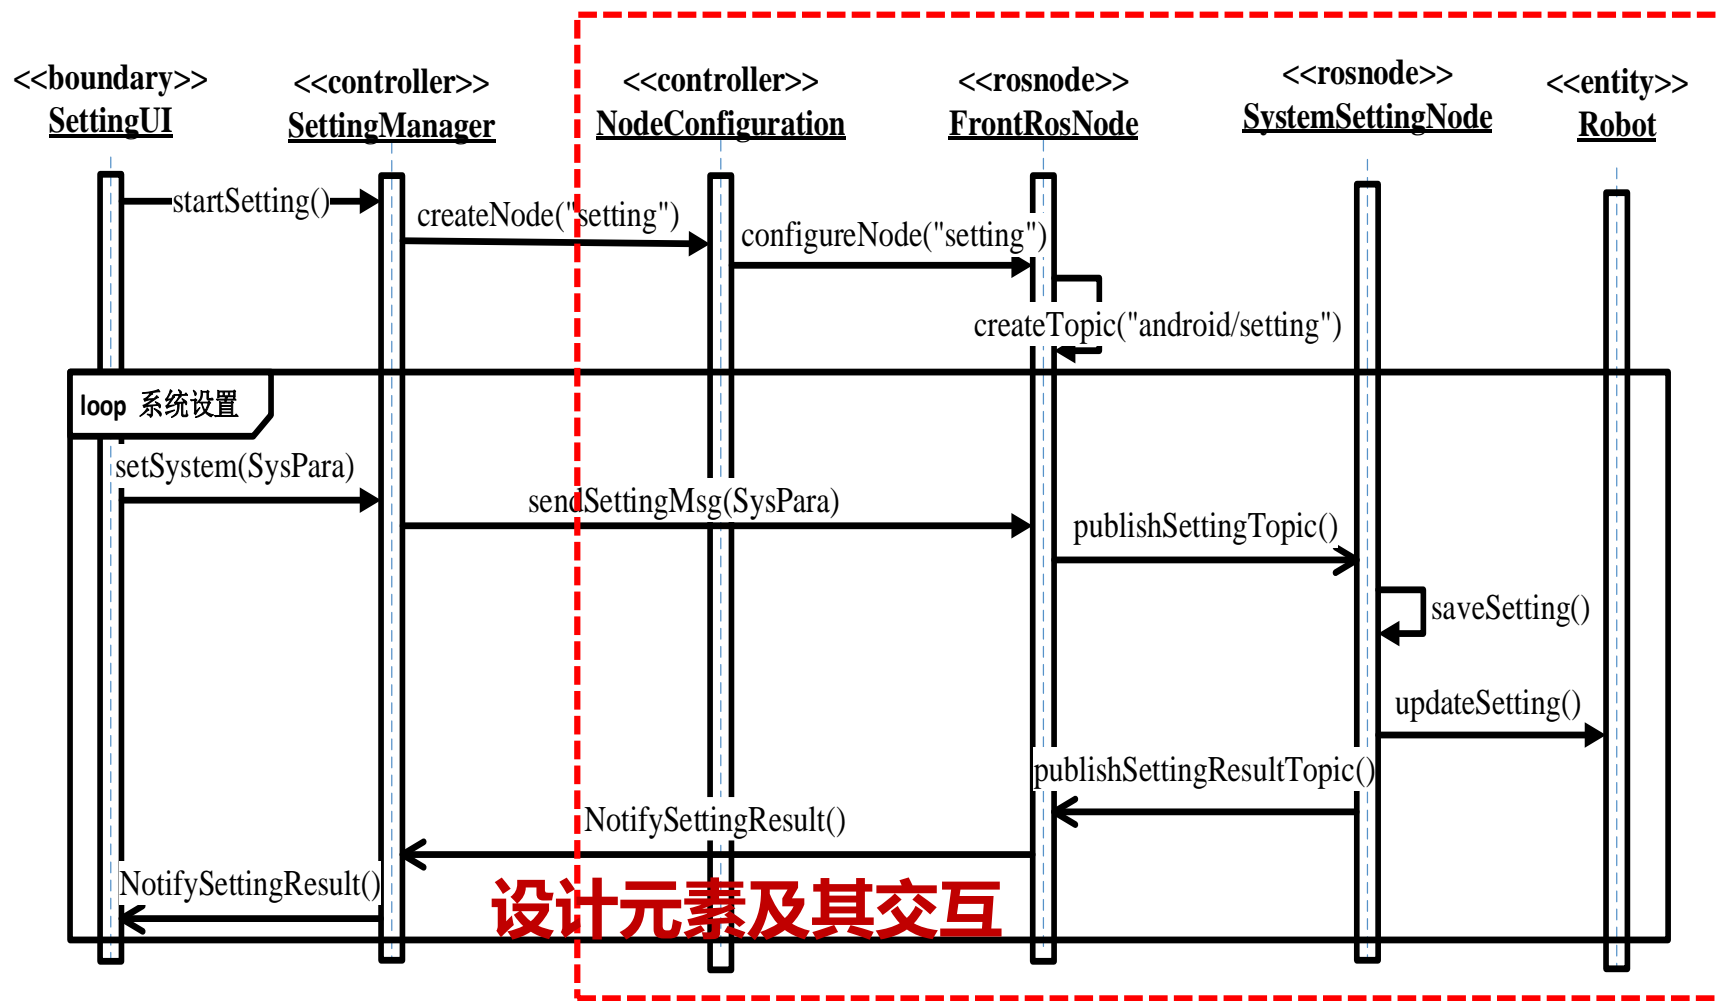 <<boundary>>
SettingUI
<<controller>>
SettingManager
<<controller>>
NodeConfiguration
<<rosnode>>
FrontRosNode
<<rosnode>>
SystemSettingNode
<<entity>>
Robot
startSetting()
createNode("setting")
configureNode("setting")
createTopic("android/setting")
loop 系统设置
setSystem(SysPara)
sendSettingMsg(SysPara)
publishSettingTopic()
saveSetting()
updateSetting()
publishSettingResultTopic()
NotifySettingResult()
NotifySettingResult()
设计元素及其交互